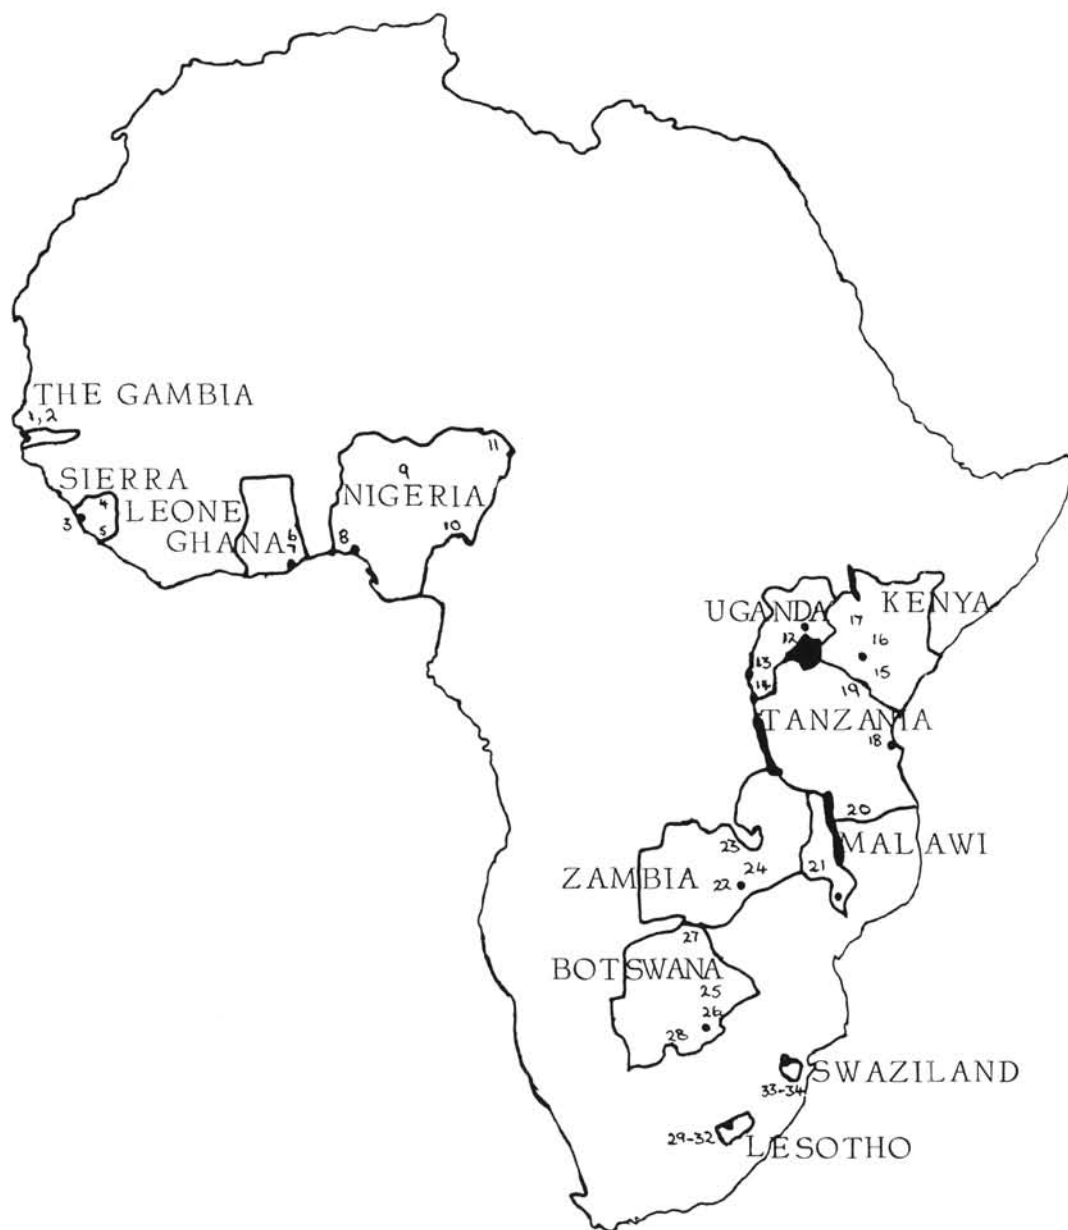 THE GAMBIA
1,2
SIERRA
LEONE
3
4
5
GHANA
6
7
NIGERIA
8
9
10
11
UGANDA
12
13
14
KENYA
17
16
15
19
TANZANIA
18
20
MALAWI
21
ZAMBIA
23
24
22
27
BOTSWANA
25
26
28
SWAZILAND
33-34
29-32
LESOTHO